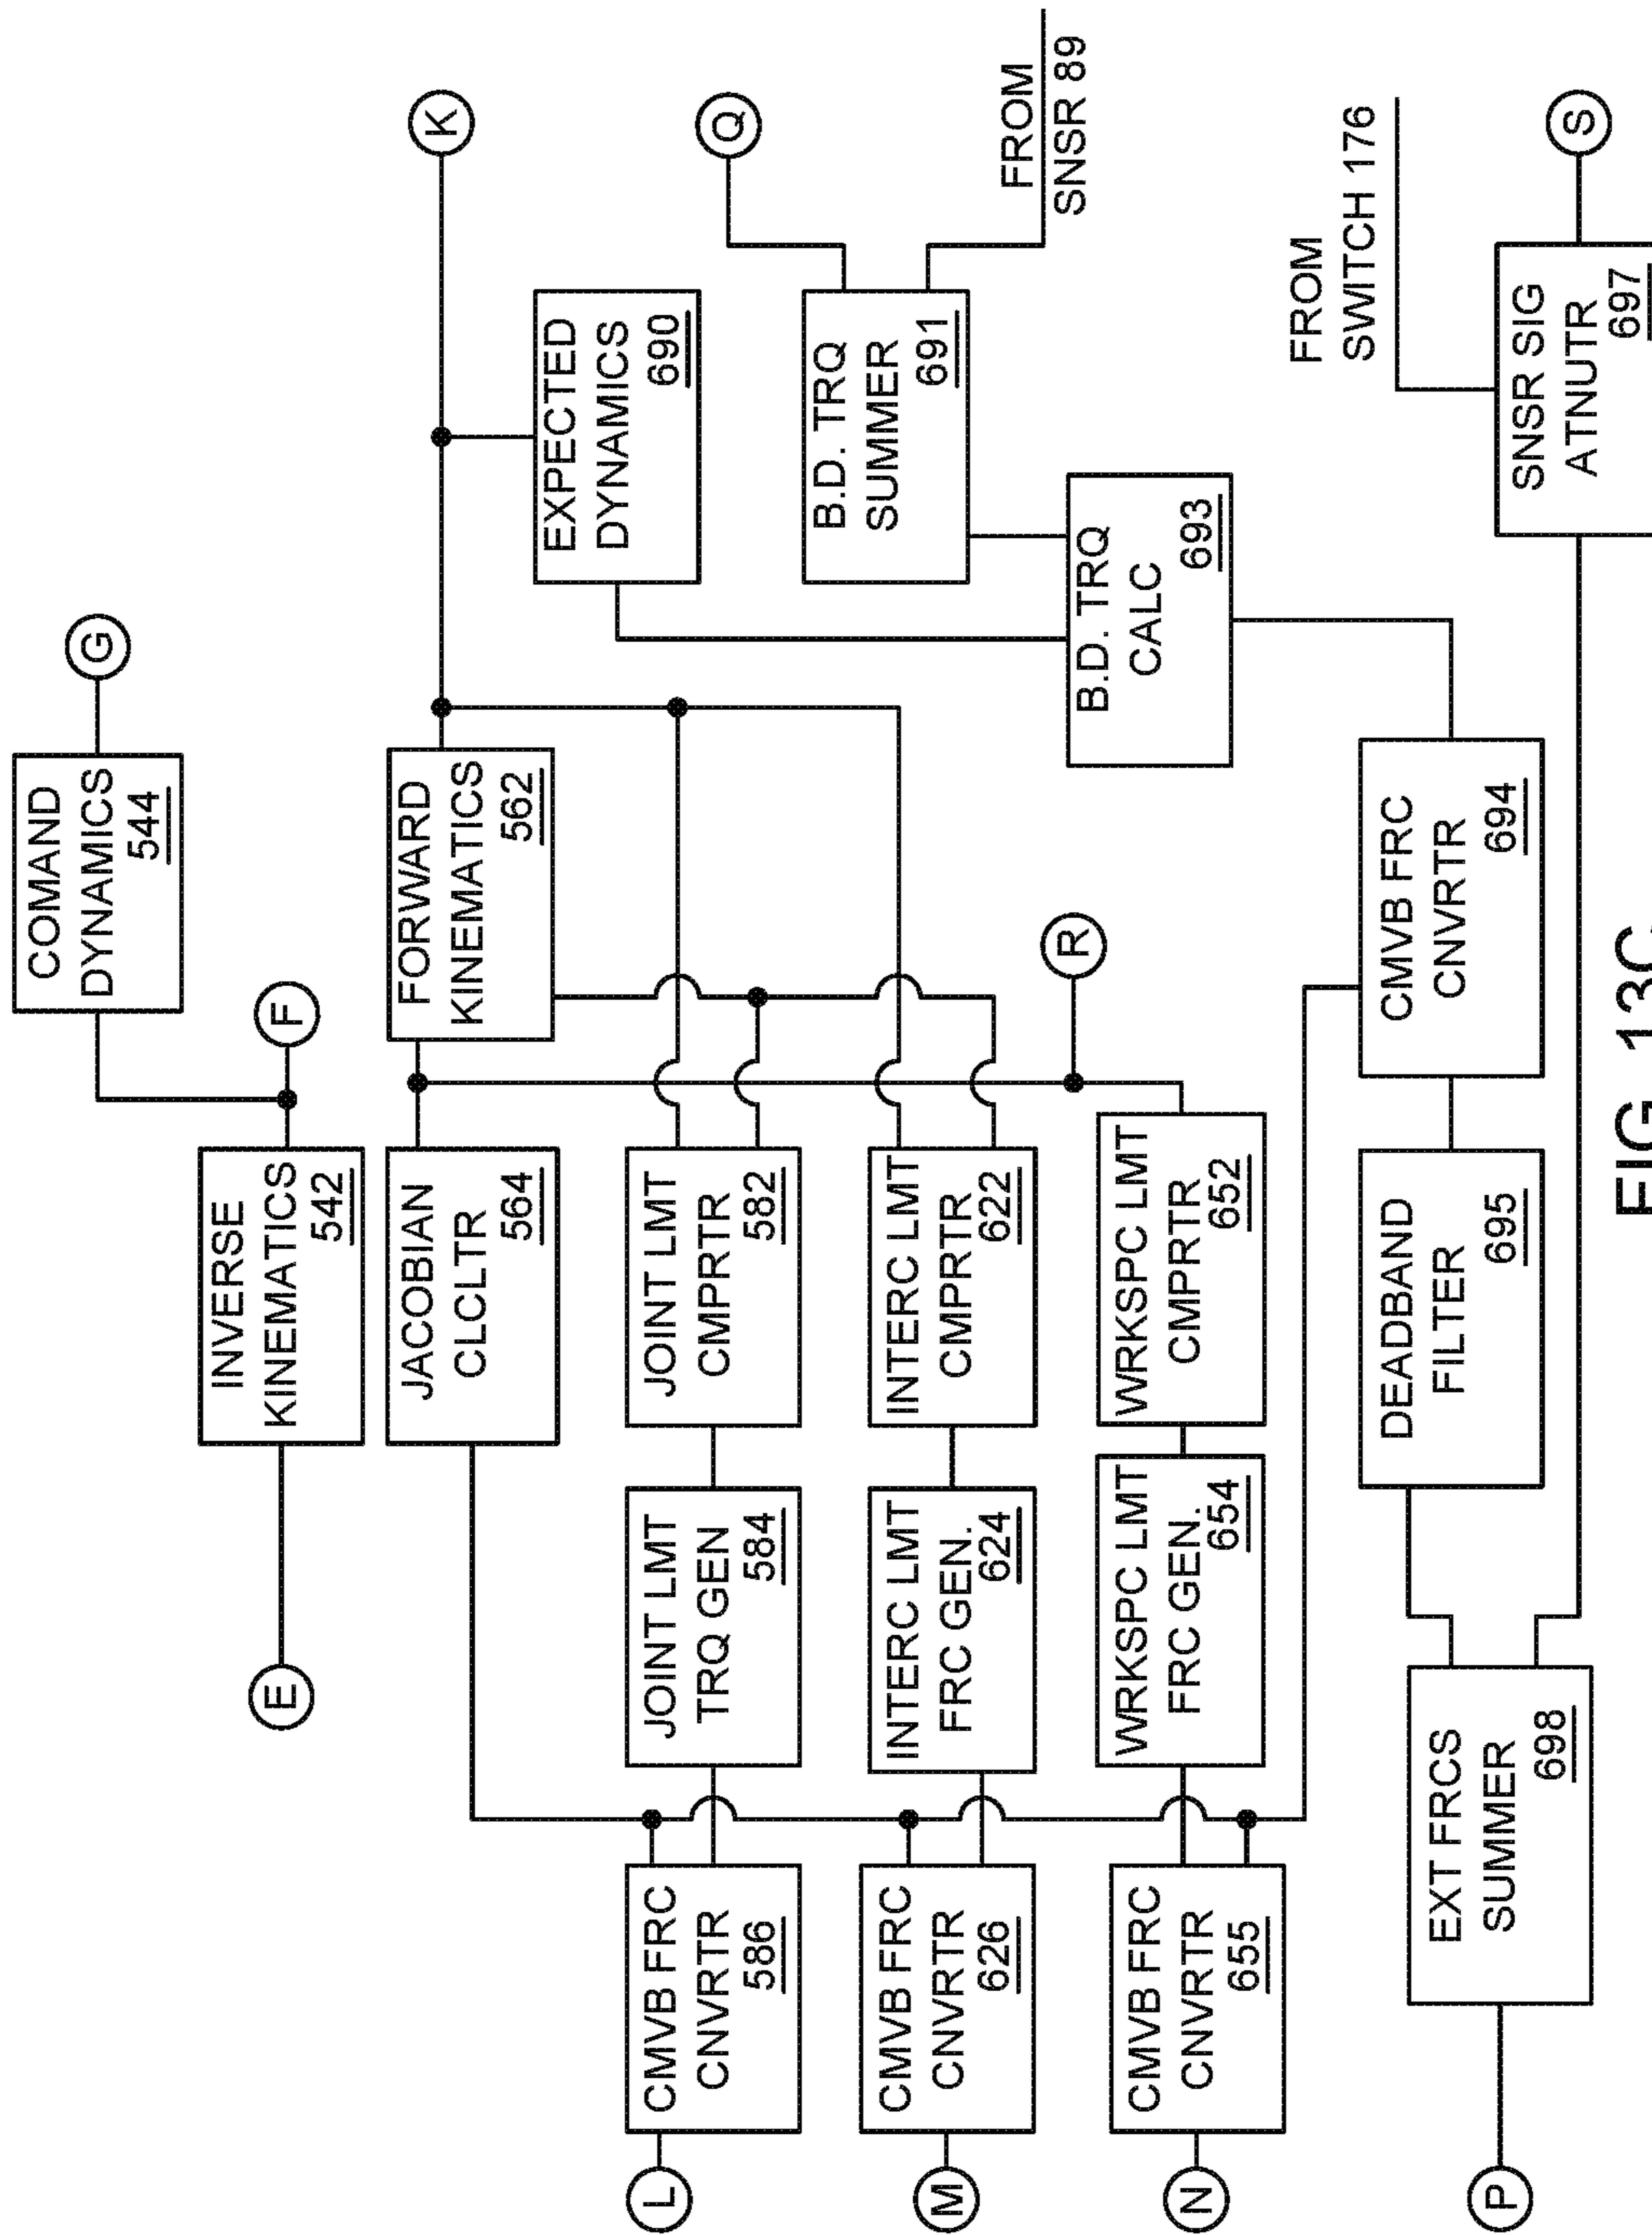 COMAND
DYNAMICS
544
G
INVERSE
KINEMATICS
542
E
F
JACOBIAN
CLCLTR
564
FORWARD
KINEMATICS
562
K
EXPECTED
DYNAMICS
690
L
CMVB FRC
CNVRTR
586
JOINT LMT
TRQ GEN
584
JOINT LMT
CMPRTR
582
Q
B.D. TRQ
SUMMER
691
FROM
SNSR 89
M
CMVB FRC
CNVRTR
626
INTERC LMT
FRC GEN.
624
INTERC LMT
CMPRTR
622
R
B.D. TRQ
CALC
693
N
CMVB FRC
CNVRTR
655
WRKSPC LMT
FRC GEN.
654
WRKSPC LMT
CMPRTR
652
FROM
SWITCH 176
P
EXT FRCS
SUMMER
698
DEADBAND
FILTER
695
CMVB FRC
CNVRTR
694
SNSR SIG
ATNUTR
697
S
FIG. 13C